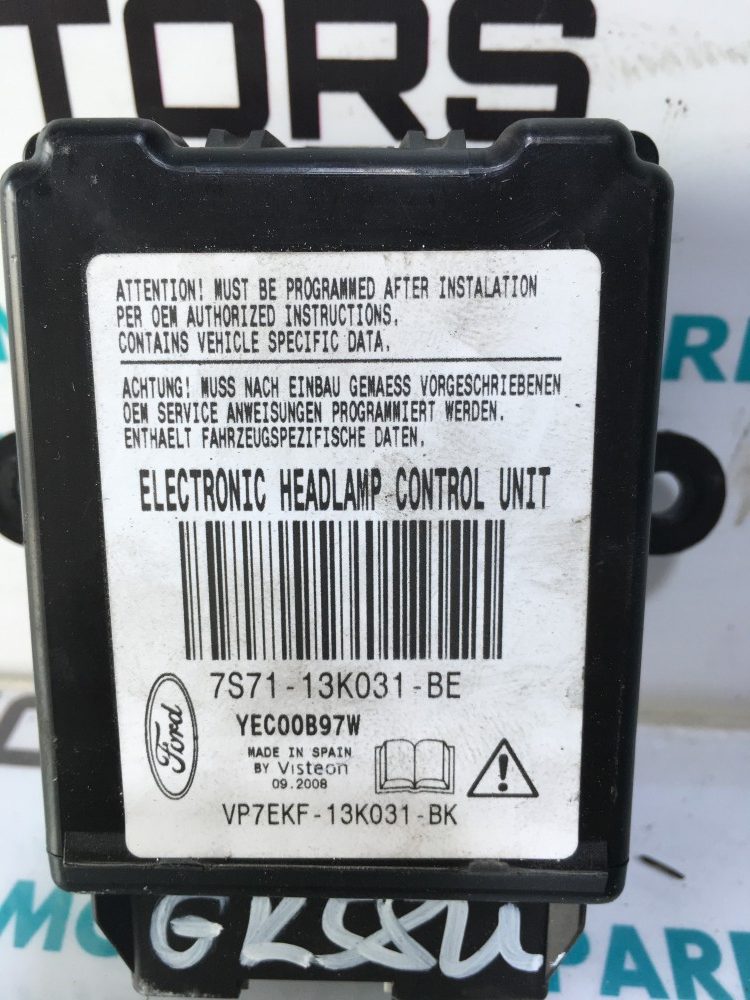 TORS
ATTENTION! MUST BE PROGRAMMED AFTER INSTALATION
PER OEM AUTHORIZED INSTRUCTIONS.
CONTAINS VEHICLE SPECIFIC DATA.
ACHTUNG! MUSS NACH EINBAU GEMAESS VORGESCHRIEBENEN
OEM SERVICE ANWEISUNGEN PROGRAMMIERT WERDEN.
ENTHAELT FAHRZEUGSPEZIFISCHE DATEN.
ELECTRONIC HEADLAMP CONTROL UNIT
7S71-13K031-BE
Ford
YEC00B97W
MADE IN SPAIN
BY Visteon
09.2008
VP7EKF-13K031-BK
MO
PARE